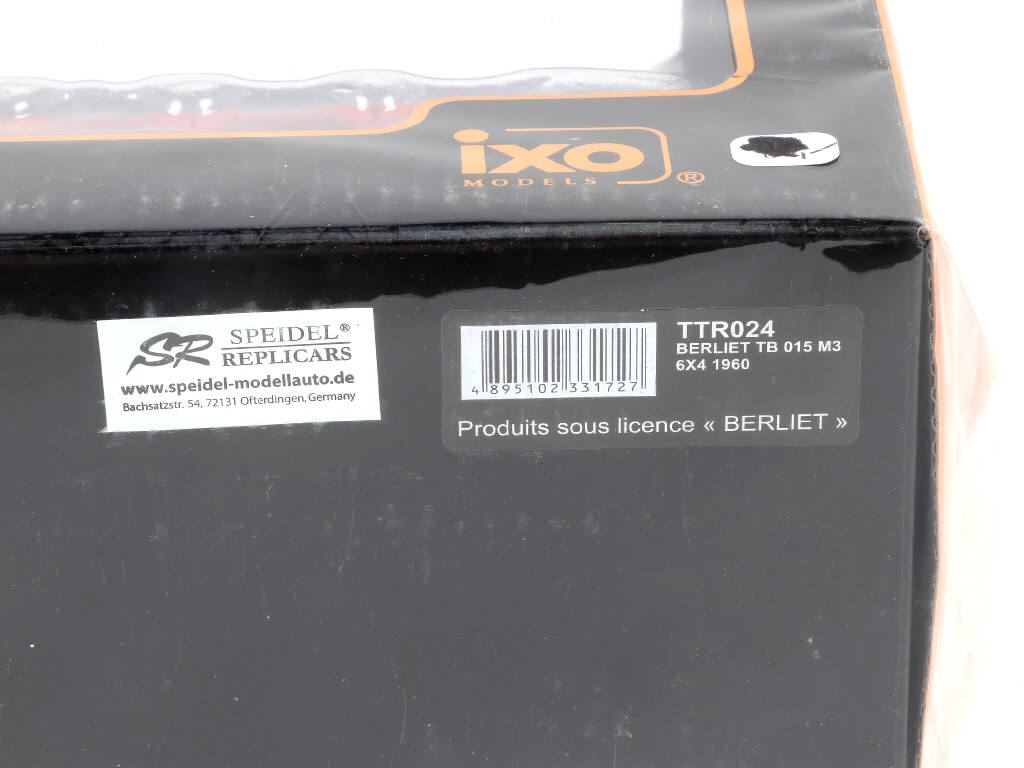 ixo
MODELS ®
SR SPEIDEL®
REPLICARS
www.speidel-modellauto.de
Bachsatzstr. 54, 72131 Ofterdingen, Germany
TTR024
BERLIET TB 015 M3
6X4 1960
4 895102 331727
Produits sous licence « BERLIET »